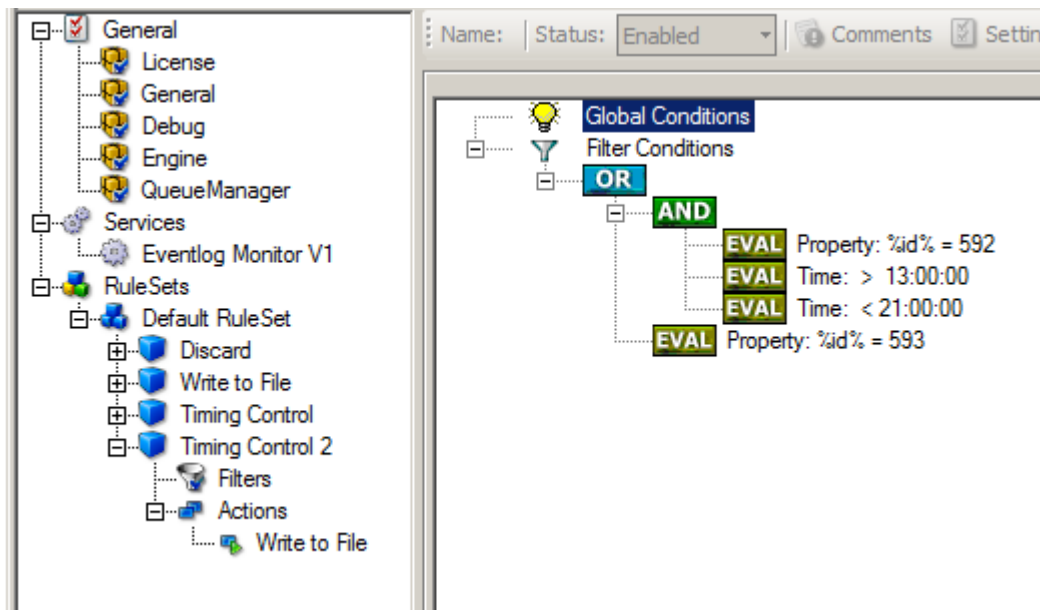 General
License
General
Debug
Engine
QueueManager
Services
Eventlog Monitor V1
RuleSets
Default RuleSet
Discard
Write to File
Timing Control
Timing Control 2
Filters
Actions
Write to File
Name: Status: Enabled Comments Settin
Global Conditions
Filter Conditions
OR
AND
EVAL Property: %id% = 592
EVAL Time: > 13:00:00
EVAL Time: < 21:00:00
EVAL Property: %id% = 593